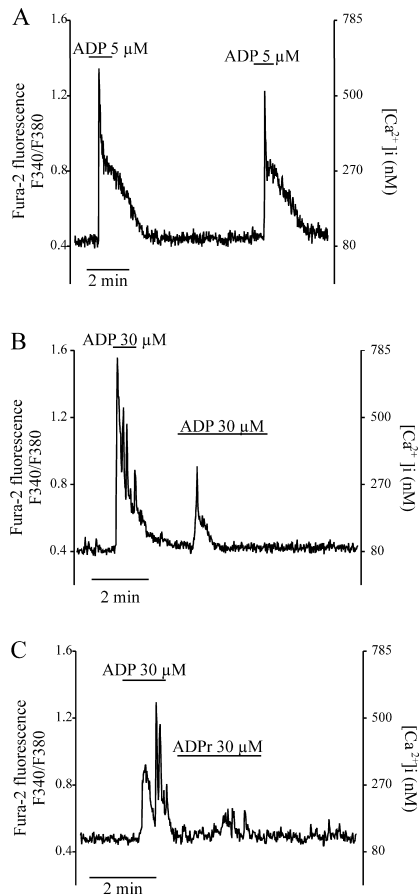 A
1.6
785
ADP 5 µM
ADP 5 µM
1.2
500
Fura-2 fluorescence
F340/F380
[Ca²⁺]i (nM)
0.8
270
0.4
80
2 min
B
1.6
785
ADP 30 µM
1.2
500
ADP 30 µM
Fura-2 fluorescence
F340/F380
[Ca²⁺]i (nM)
0.8
270
0.4
80
2 min
C
1.6
785
ADP 30 µM
1.2
500
ADPr 30 µM
Fura-2 fluorescence
F340/F380
[Ca²⁺]i (nM)
0.8
270
0.4
80
2 min